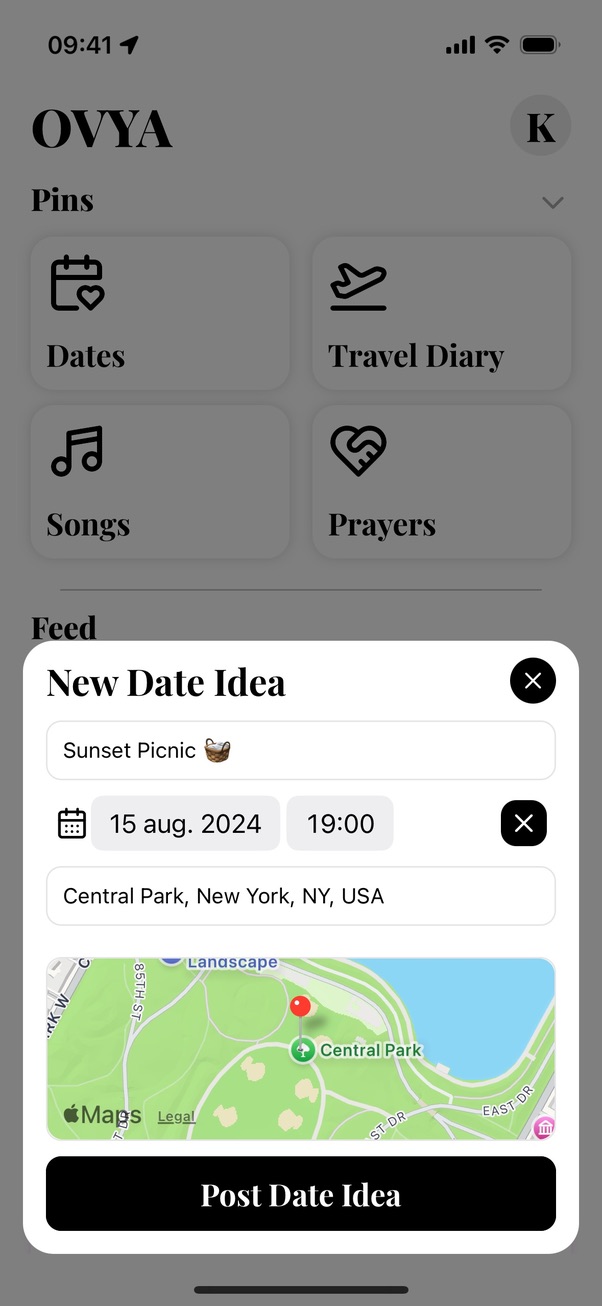 09:41
OVYA
K
Pins
Dates
Travel Diary
Songs
Prayers
Feed
New Date Idea
Sunset Picnic 🧺
15 aug. 2024 19:00
Central Park, New York, NY, USA
Landscape
85TH ST
RK W
Central Park
Maps Legal
EAST DR
ST DR
T DR
Post Date Idea